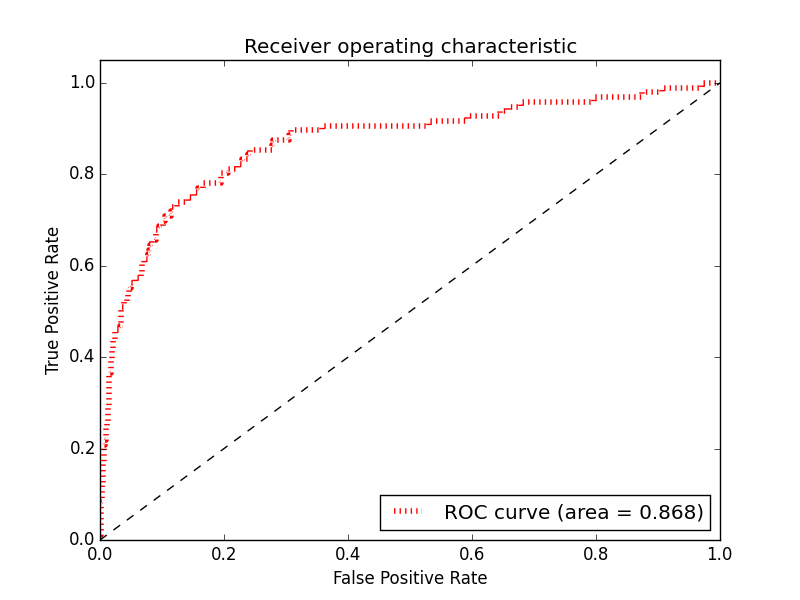 Receiver operating characteristic
True Positive Rate
1.0
0.8
0.6
0.4
0.2
0.0
ROC curve (area = 0.868)
0.0 0.2 0.4 0.6 0.8 1.0
False Positive Rate